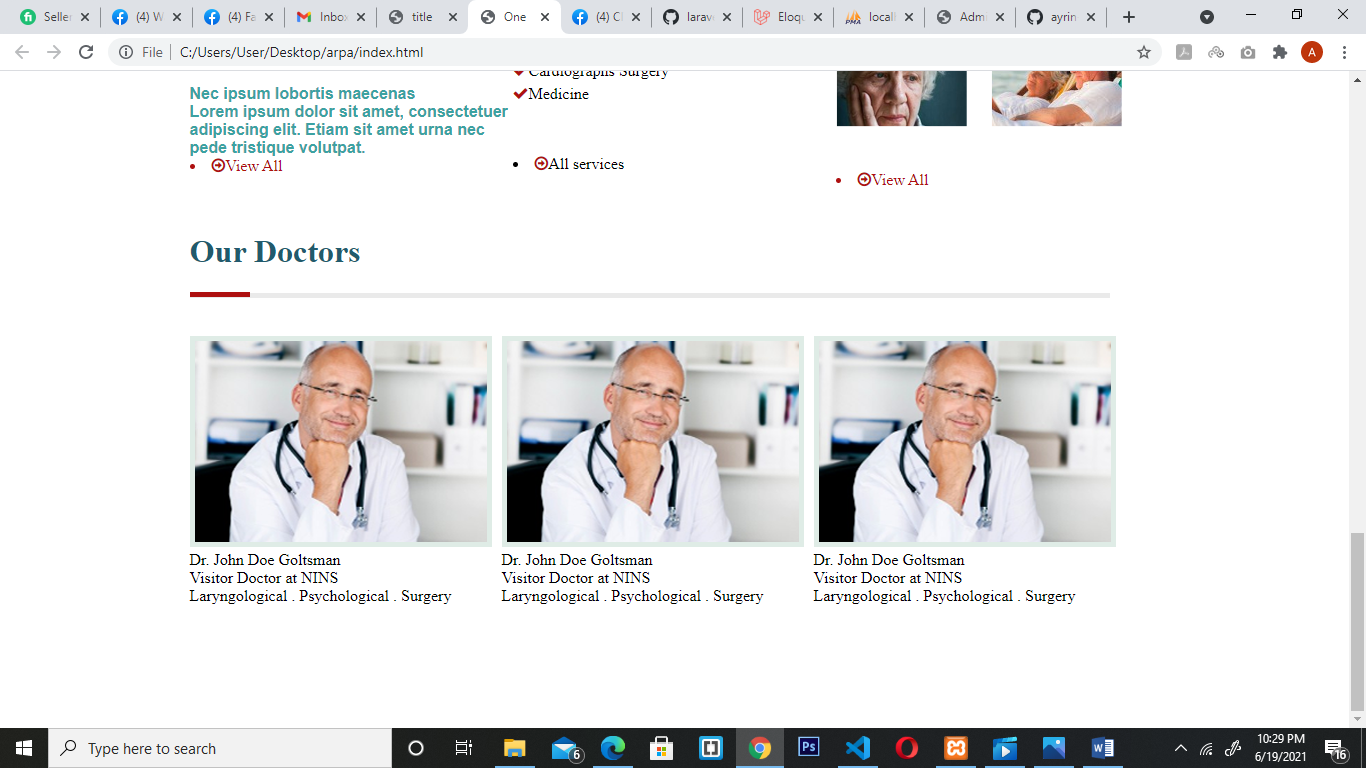 Seller
(4) W
(4) Fa
Inbox
title
One
(4) Cl
larav
Eloqu
locall
Admi
ayrin
A
File
C:/Users/User/Desktop/arpa/index.html
Cardiographs Surgery
Medicine
Nec ipsum lobortis maecenas
Lorem ipsum dolor sit amet, consectetuer
adipiscing elit. Etiam sit amet urna nec
pede tristique volutpat.
View All
All services
View All
Our Doctors
Dr. John Doe Goltsman
Visitor Doctor at NINS
Laryngological . Psychological . Surgery
Dr. John Doe Goltsman
Visitor Doctor at NINS
Laryngological . Psychological . Surgery
Dr. John Doe Goltsman
Visitor Doctor at NINS
Laryngological . Psychological . Surgery
Type here to search
6
Ps
10:29 PM
6/19/2021
16